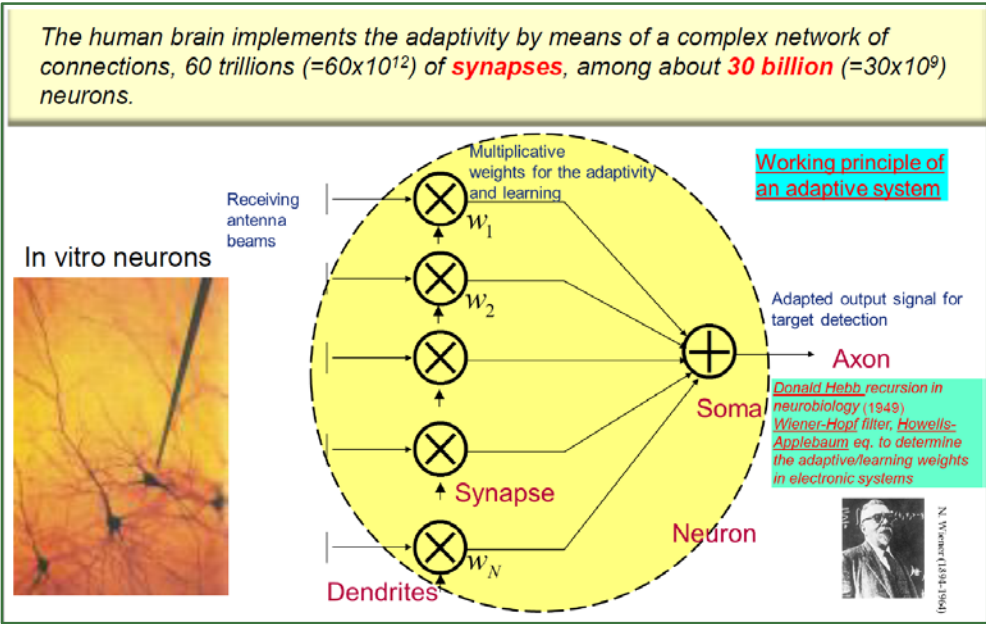 The human brain implements the adaptivity by means of a complex network of
connections, 60 trillions (=60x10¹²) of synapses, among about 30 billion (=30x10⁹)
neurons.
Multiplicative
weights for the adaptivity
and learning
Working principle of
an adaptive system
Receiving
antenna
beams
w₁
In vitro neurons
w₂
Adapted output signal for
target detection
Axon
Soma
Donald Hebb recursion in
neurobiology (1949)
Wiener-Hopf filter, Howells-
Applebaum eq. to determine
the adaptive/learning weights
in electronic systems
Synapse
Neuron
N. Wiener (1894-1964)
w_N
Dendrites